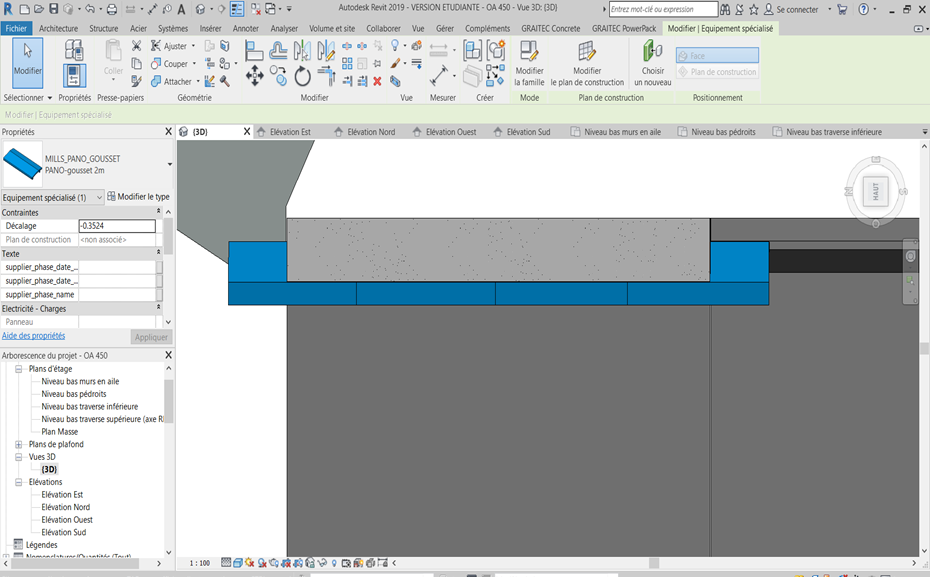 Autodesk Revit 2019 - VERSION ETUDIANTE - OA 450 - Vue 3D: {3D}
Entrez mot-clé ou expression
Se connecter
Fichier Architecture Structure Acier Systèmes Insérer Annoter Analyser Volume et site Collaborer Vue Gérer Compléments GRAITEC Concrete GRAITEC PowerPack Modifier | Equipement spécialisé
Modifier
Coller
Ajuster
Couper
Attacher
Modifier la famille
Modifier le plan de construction
Choisir un nouveau
Face
Plan de construction
Sélectionner Propriétés Presse-papiers Géométrie Modifier Vue Mesurer Créer Mode Plan de construction Positionnement
Modifier | Equipement spécialisé
Propriétés
{3D} Elévation Est Elévation Nord Elévation Ouest Elévation Sud Niveau bas murs en aile Niveau bas pédroits Niveau bas traverse inférieure
MILLS_PANO_GOUSSET
PANO-gousset 2m
Equipement spécialisé (1) Modifier le type
Contraintes
Décalage -0.3524
Plan de construction <non associé>
Texte
supplier_phase_date_...
supplier_phase_date_...
supplier_phase_name
Electricité - Charges
Panneau
Aide des propriétés Appliquer
Arborescence du projet - OA 450
Plans d'étage
Niveau bas murs en aile
Niveau bas pédroits
Niveau bas traverse inférieure
Niveau bas traverse supérieure (axe R
Plan Masse
Plans de plafond
Vues 3D
{3D}
Elévations
Elévation Est
Elévation Nord
Elévation Ouest
Elévation Sud
Légendes
Nomenclatures/Quantités (Tout)
HAUT
1 : 100